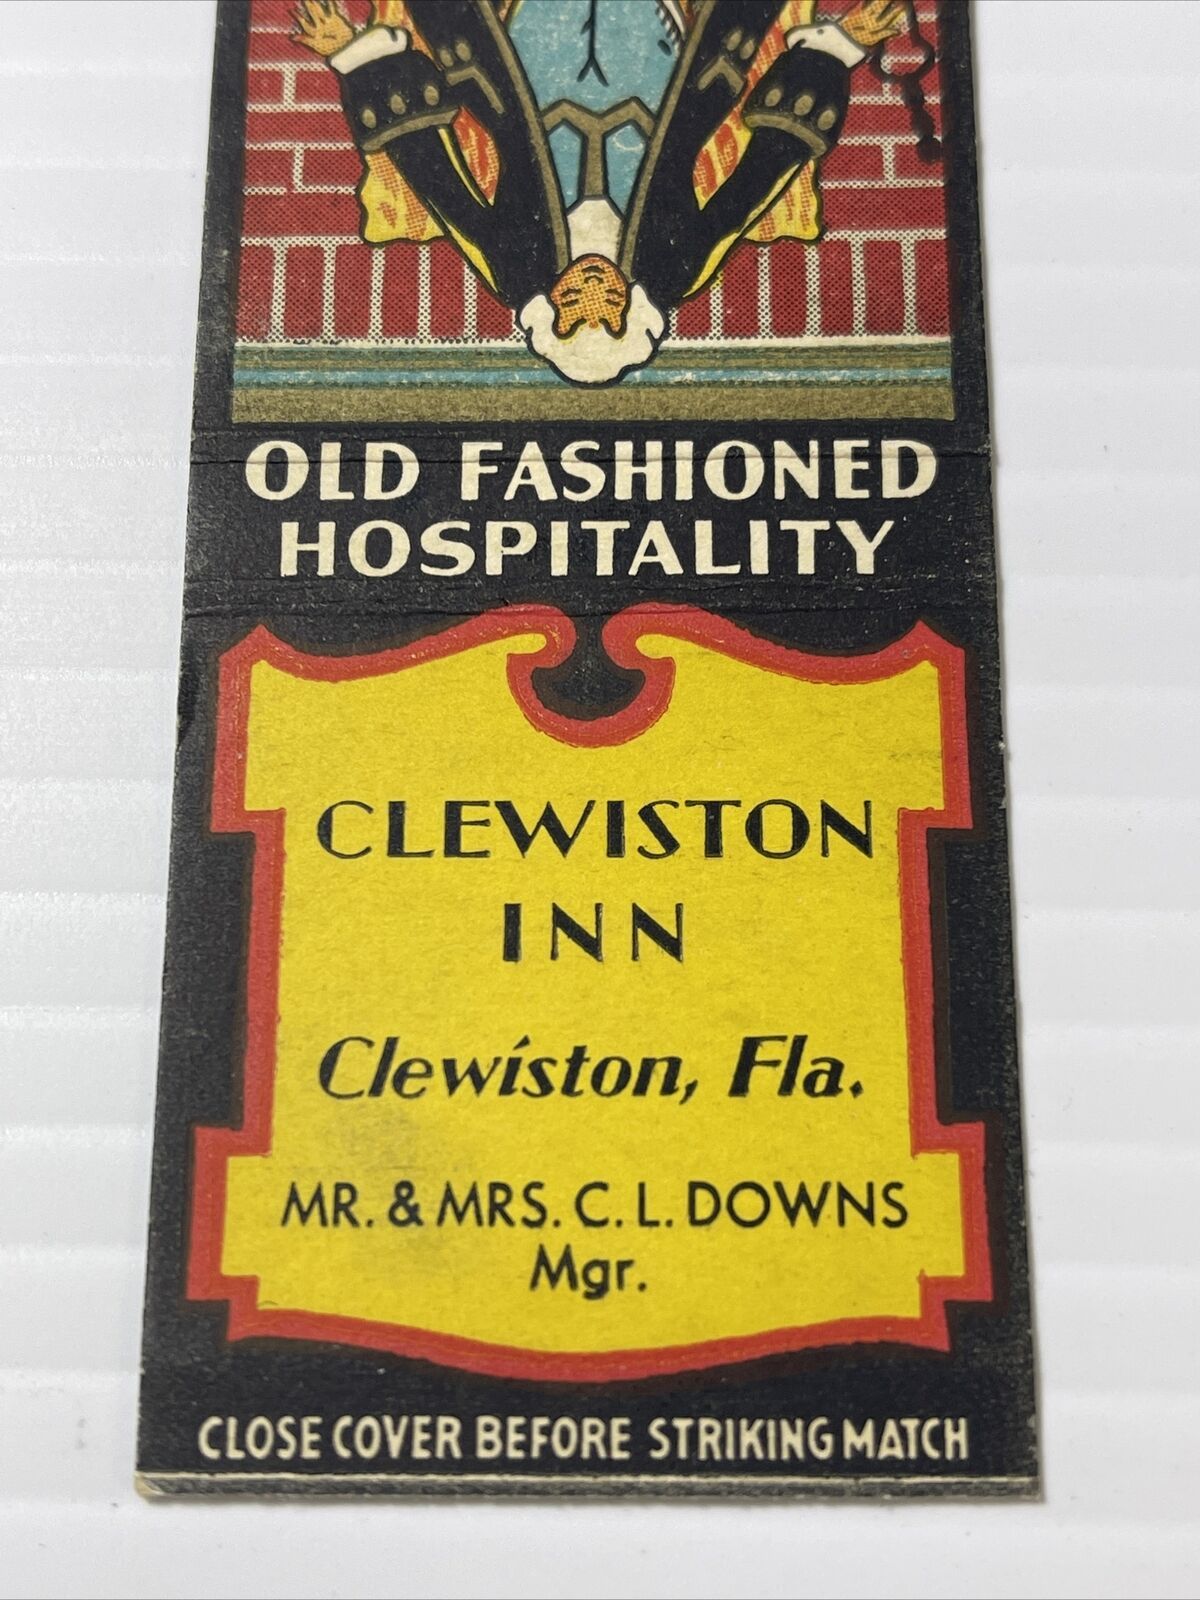 OLD FASHIONED
HOSPITALITY
CLEWISTON
INN
Clewiston, Fla.
MR. & MRS. C. L. DOWNS
Mgr.
CLOSE COVER BEFORE STRIKING MATCH